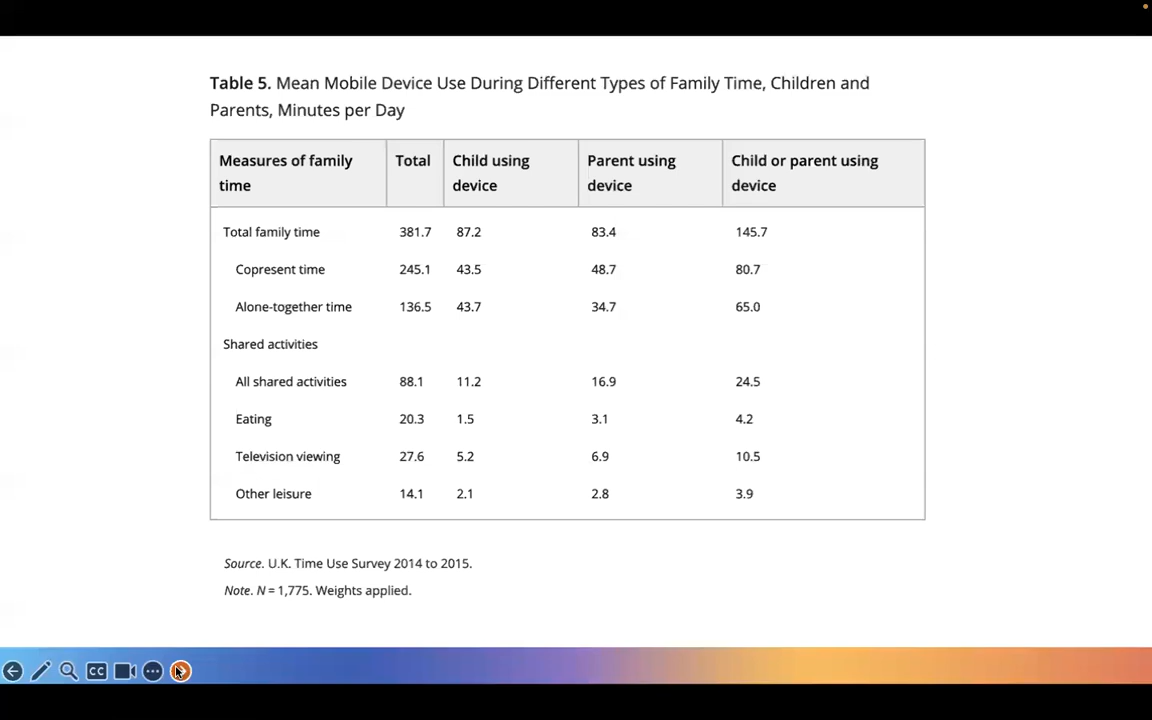 Table 5. Mean Mobile Device Use During Different Types of Family Time, Children and
Parents, Minutes per Day
Measures of family time Total Child using device Parent using device Child or parent using device
Total family time 381.7 87.2 83.4 145.7
Copresent time 245.1 43.5 48.7 80.7
Alone-together time 136.5 43.7 34.7 65.0
Shared activities
All shared activities 88.1 11.2 16.9 24.5
Eating 20.3 1.5 3.1 4.2
Television viewing 27.6 5.2 6.9 10.5
Other leisure 14.1 2.1 2.8 3.9
Source. U.K. Time Use Survey 2014 to 2015.
Note. N = 1,775. Weights applied.
CC